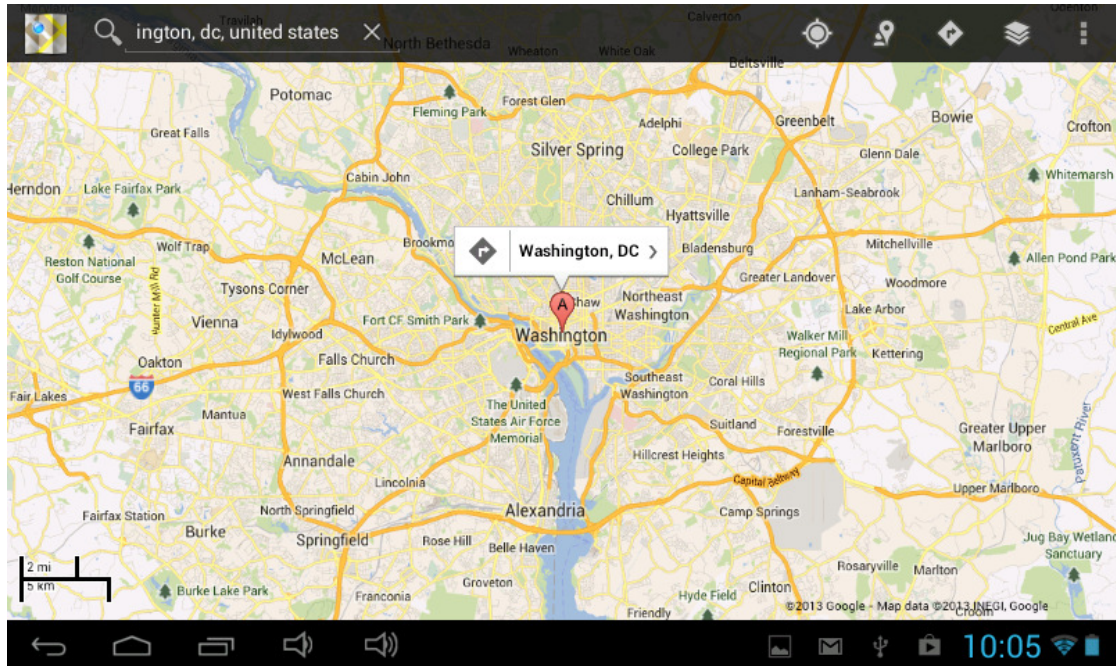 Travilah
Calverton
ington, dc, united states
North Bethesda
Wheaton
White Oak
Beltsville
Potomac
Fleming Park
Forest Glen
Adelphi
Greenbelt
Bowie
Crofton
Great Falls
Silver Spring
College Park
Glenn Dale
Herndon
Lake Fairfax Park
Cabin John
Chillum
Lanham-Seabrook
Whitemarsh
Hyattsville
Wolf Trap
Brookmo
Washington, DC
Bladensburg
Mitchellville
Reston National
Golf Course
McLean
Allen Pond Park
Tysons Corner
Greater Landover
Woodmore
Hunter Mill Rd
Vienna
Fort CF Smith Park
A
Shaw
Northeast
Washington
Lake Arbor
Central Ave
Idylwood
Washington
Walker Mill
Regional Park
Kettering
Oakton
Falls Church
66
Southeast
Washington
Coral Hills
Fair Lakes
West Falls Church
The United
States Air Force
Memorial
Mantua
Fairfax
Suitland
Forestville
Greater Upper
Marlboro
Patuxent River
Annandale
Hillcrest Heights
Lincolnia
Capital Beltway
Upper Marlboro
Fairfax Station
North Springfield
Alexandria
Camp Springs
Burke
Springfield
Rose Hill
Belle Haven
Jug Bay Wetland
Sanctuary
2 mi
5 km
Rosaryville
Marlton
Burke Lake Park
Franconia
Groveton
Hyde Field
Clinton
Friendly
©2013 Google - Map data ©2013 INEGI, Google
Croom
10:05